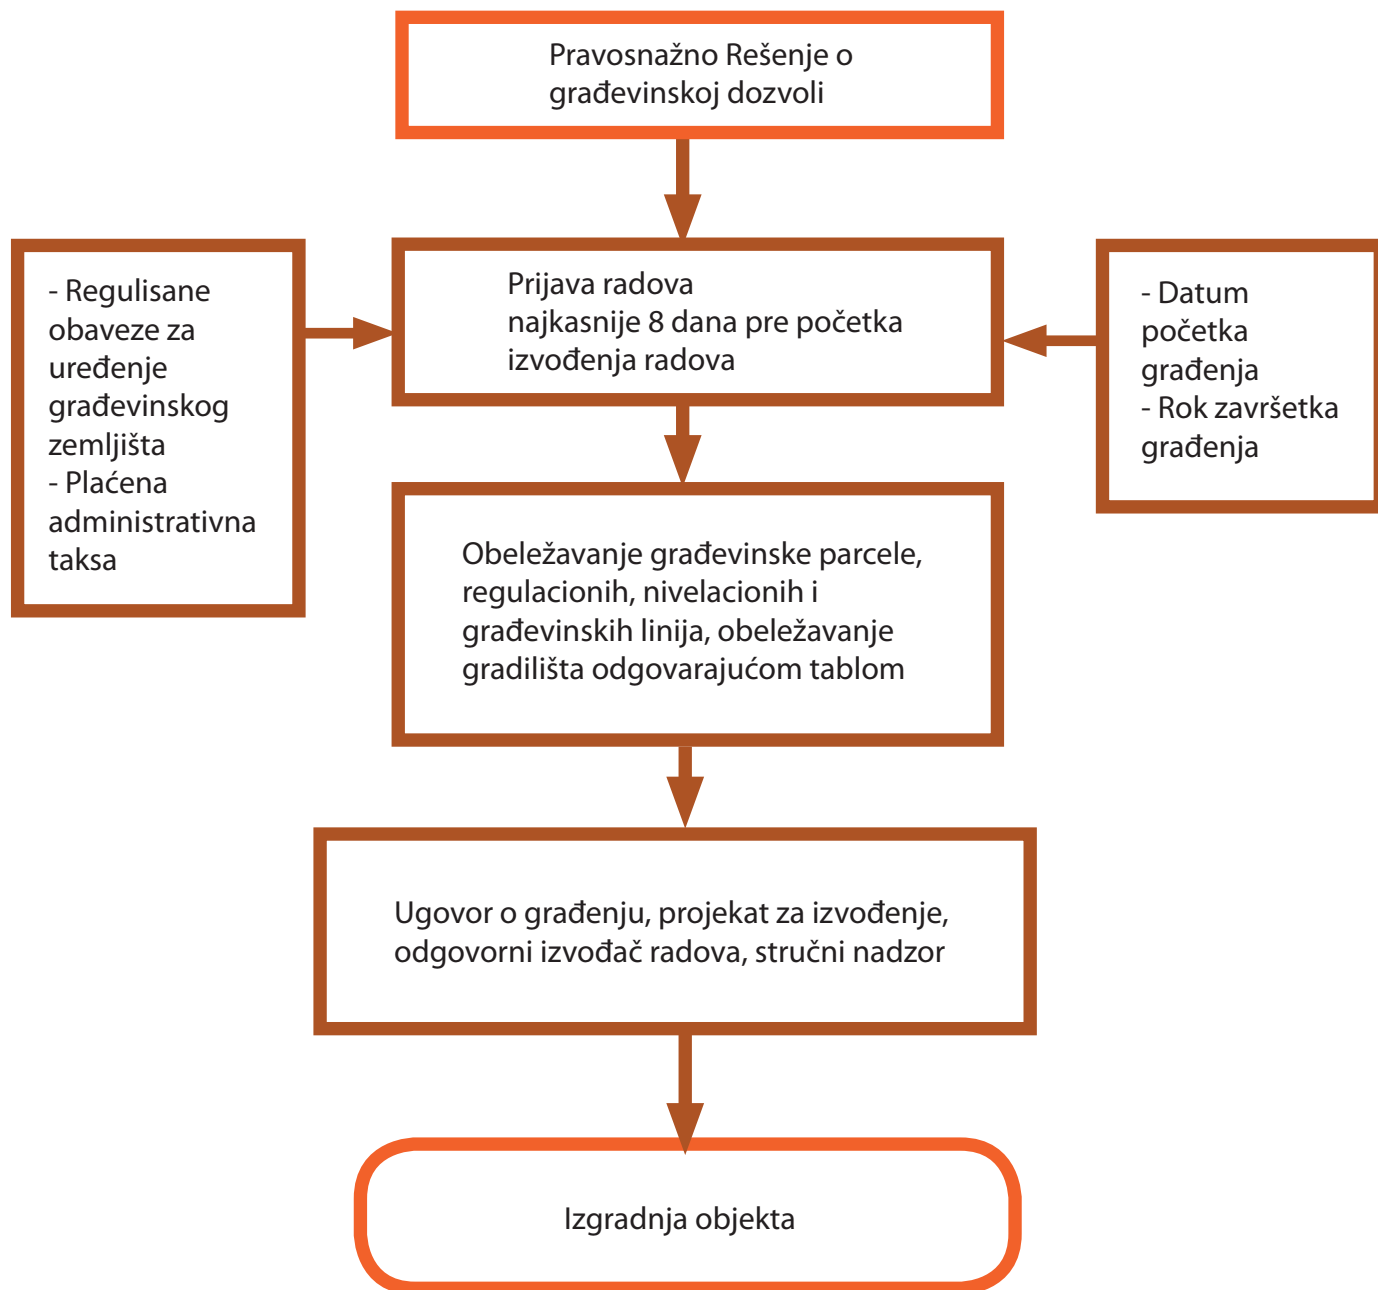 Pravosnažno Rešenje o
građevinskoj dozvoli
- Regulisane
obaveze za
uređenje
građevinskog
zemljišta
- Plaćena
administrativna
taksa
Prijava radova
najkasnije 8 dana pre početka
izvođenja radova
- Datum
početka
građenja
- Rok završetka
građenja
Obeležavanje građevinske parcele,
regulacionih, nivelacionih i
građevinskih linija, obeležavanje
gradilišta odgovarajućom tablom
Ugovor o građenju, projekat za izvođenje,
odgovorni izvođač radova, stručni nadzor
Izgradnja objekta